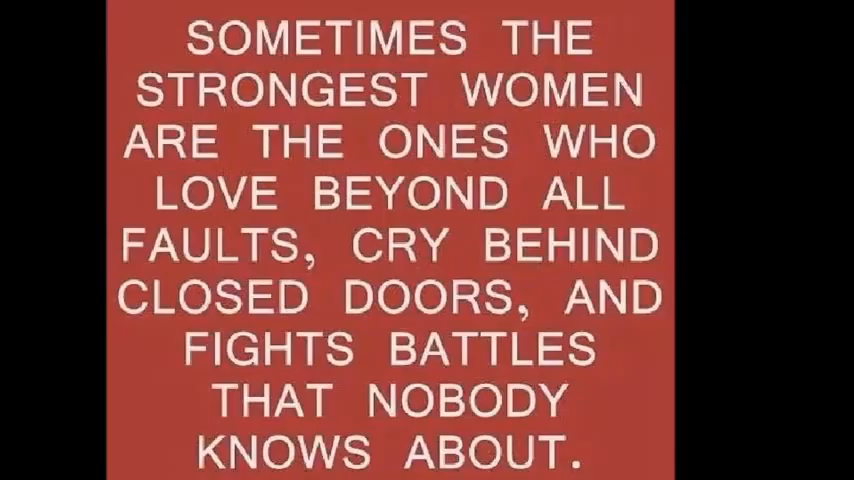 SOMETIMES THE
STRONGEST WOMEN
ARE THE ONES WHO
LOVE BEYOND ALL
FAULTS, CRY BEHIND
CLOSED DOORS, AND
FIGHTS BATTLES
THAT NOBODY
KNOWS ABOUT.